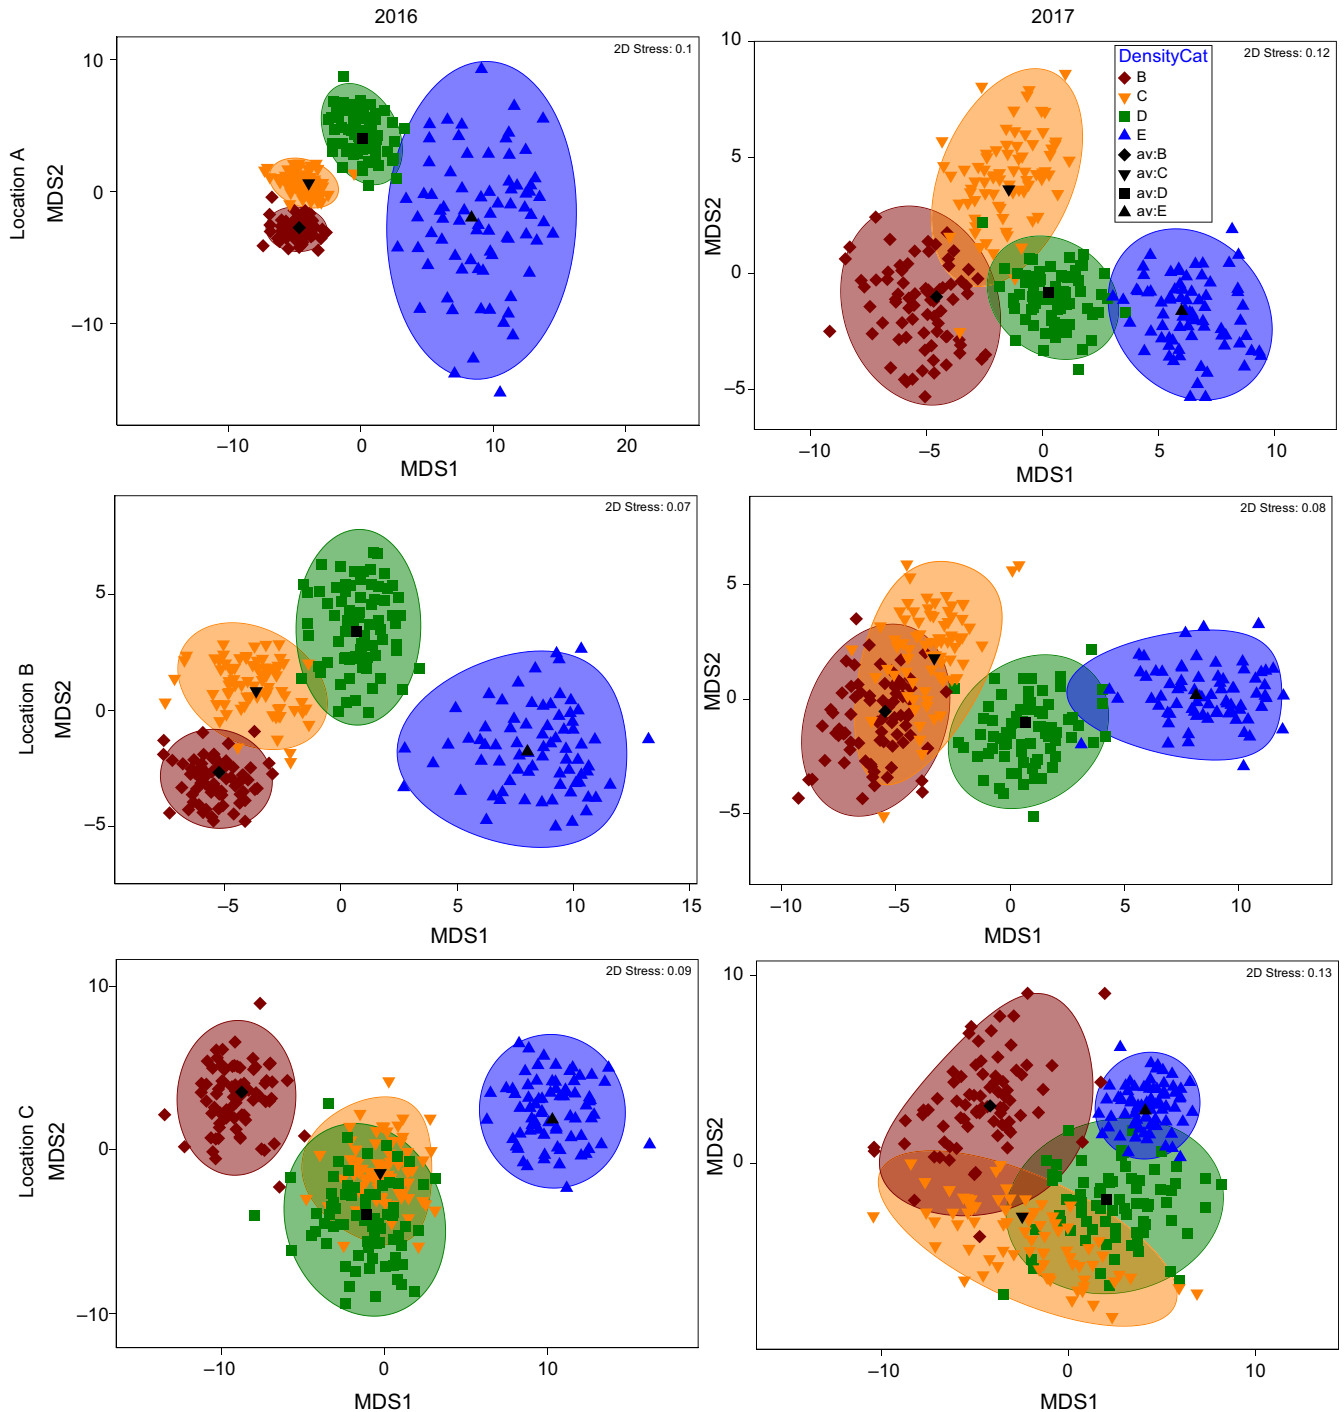 2016
2017
2D Stress: 0.1
10
0
−10
−10
0
10
20
MDS1
MDS2
Location A
2D Stress: 0.12
DensityCat
B
C
D
E
av:B
av:C
av:D
av:E
10
5
0
−5
−10
−5
0
5
10
MDS1
MDS2
2D Stress: 0.07
5
0
−5
−5
0
5
10
15
MDS1
MDS2
Location B
2D Stress: 0.08
5
0
−5
−10
−5
0
5
10
MDS1
MDS2
2D Stress: 0.09
10
0
−10
−10
0
10
MDS1
MDS2
Location C
2D Stress: 0.13
10
0
−10
0
10
MDS1
MDS2